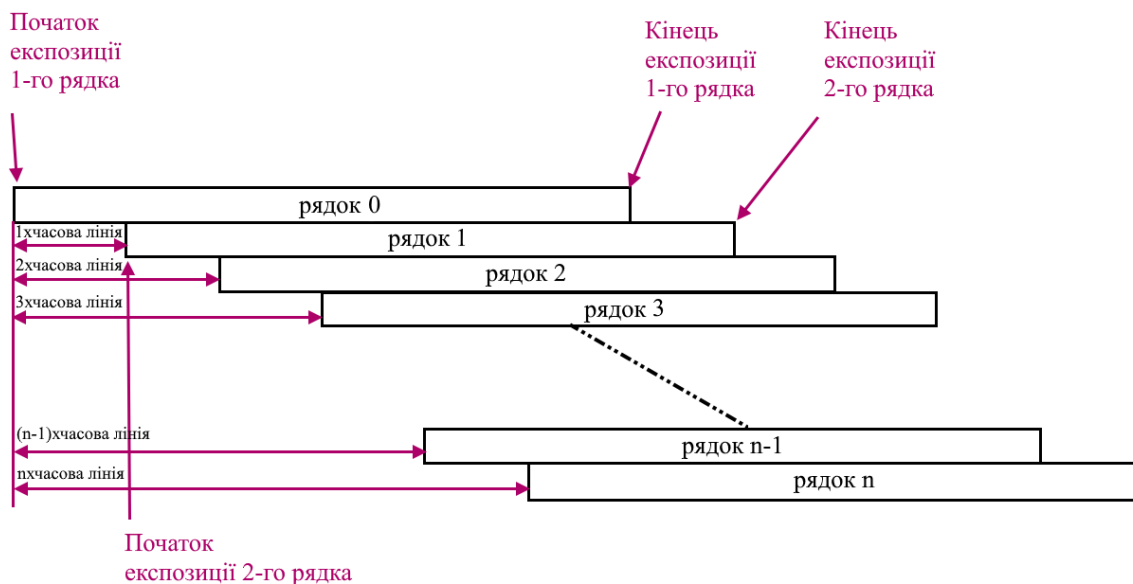 Початок
експозиції
1-го рядка
Кінець
експозиції
1-го рядка
Кінець
експозиції
2-го рядка
рядок 0
1хчасова лінія
рядок 1
2хчасова лінія
рядок 2
3хчасова лінія
рядок 3
(n-1)хчасова лінія
рядок n-1
nхчасова лінія
рядок n
Початок
експозиції 2-го рядка